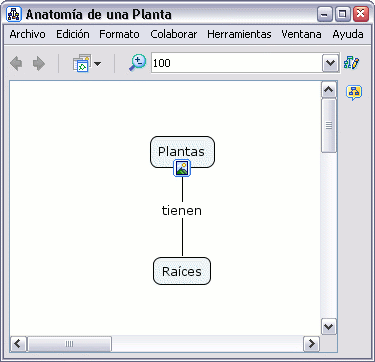 Anatomía de una Planta
Archivo Edición Formato Colaborar Herramientas Ventana Ayuda
100
Plantas
tienen
Raíces